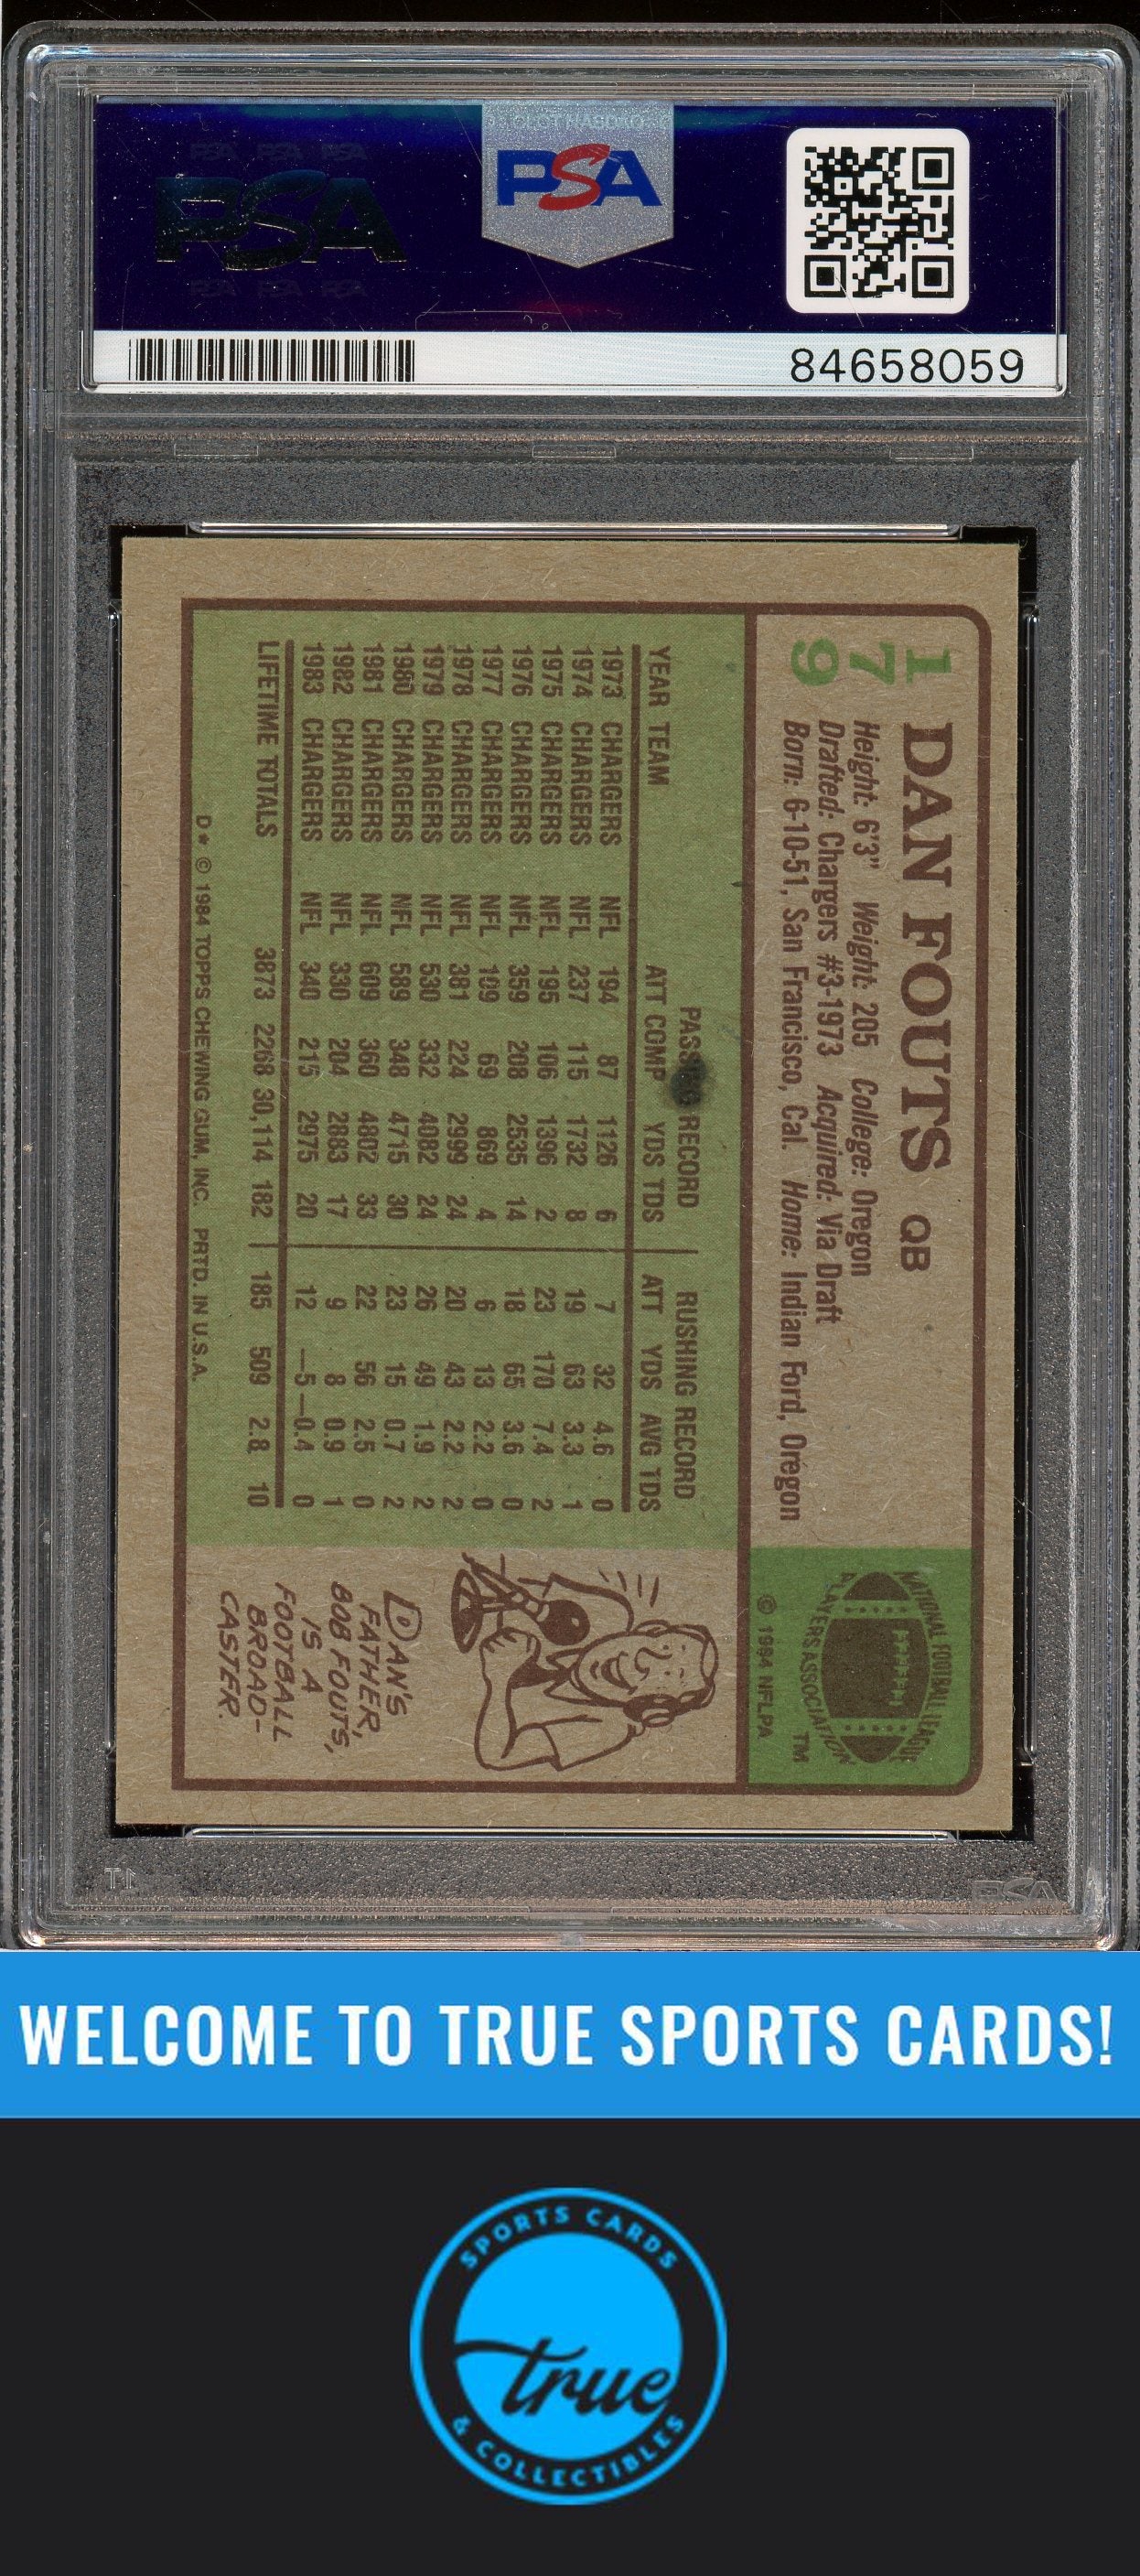 CLCT NASDAQ
PSA
PSA PSA PSA
PSA
PSA PSA PSA
84658059
179
DAN FOUTS QB
Height: 6'3" Weight: 205 College: Oregon
Drafted: Chargers #3-1973 Acquired: Via Draft
Born: 6-10-51, San Francisco, Cal. Home: Indian Ford, Oregon
NATIONAL FOOTBALL LEAGUE
PLAYERS ASSOCIATION
TM
© 1984 NFLPA
PASSING RECORD RUSHING RECORD
YEAR TEAM ATT COMP YDS TDS ATT YDS AVG TDS
1973 CHARGERS NFL 194 87 1126 6 7 32 4.6 0
1974 CHARGERS NFL 237 115 1732 8 19 63 3.3 1
1975 CHARGERS NFL 195 106 1396 2 23 170 7.4 2
1976 CHARGERS NFL 359 208 2535 14 18 65 3.6 0
1977 CHARGERS NFL 109 69 869 4 6 13 2.2 0
1978 CHARGERS NFL 381 224 2999 24 20 43 2.2 2
1979 CHARGERS NFL 530 332 4082 24 26 49 1.9 2
1980 CHARGERS NFL 589 348 4715 30 23 15 0.7 2
1981 CHARGERS NFL 609 360 4802 33 22 56 2.5 0
1982 CHARGERS NFL 330 204 2883 17 9 8 0.9 1
1983 CHARGERS NFL 340 215 2975 20 12 —5 —0.4 0
LIFETIME TOTALS 3873 2268 30,114 182 185 509 2.8 10
D* © 1984 TOPPS CHEWING GUM, INC. PRTD. IN U.S.A.
DAN'S
FATHER,
BOB FOUTS,
IS A
FOOTBALL
BROAD-
CASTER.
PSA
WELCOME TO TRUE SPORTS CARDS!
SPORTS CARDS
true
& COLLECTIBLES